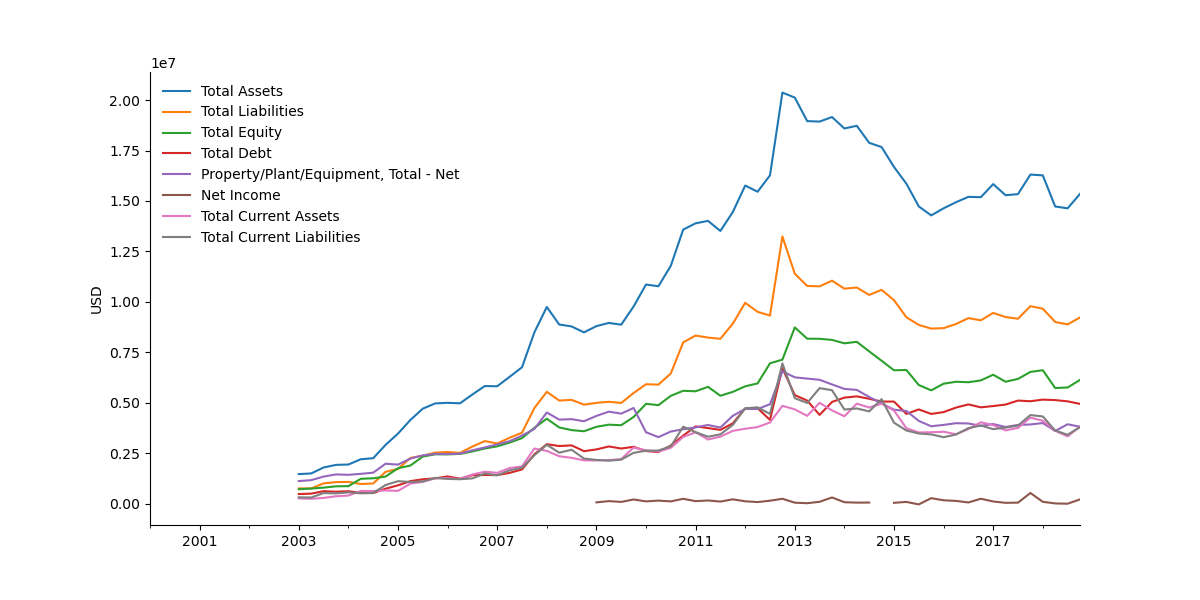 1e7
2.00
1.75
1.50
1.25
1.00
0.75
0.50
0.25
0.00
USD
Total Assets
Total Liabilities
Total Equity
Total Debt
Property/Plant/Equipment, Total - Net
Net Income
Total Current Assets
Total Current Liabilities
2001 2003 2005 2007 2009 2011 2013 2015 2017